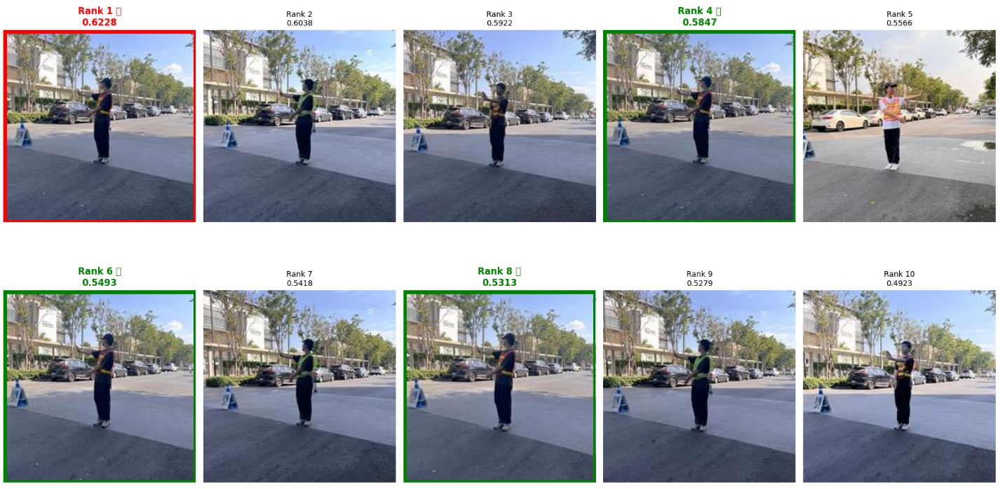 Rank 1 
0.6228
Rank 2
0.6038
Rank 3
0.5922
Rank 4 
0.5847
Rank 5
0.5566
Rank 6 
0.5493
Rank 7
0.5418
Rank 8 
0.5313
Rank 9
0.5279
Rank 10
0.4923